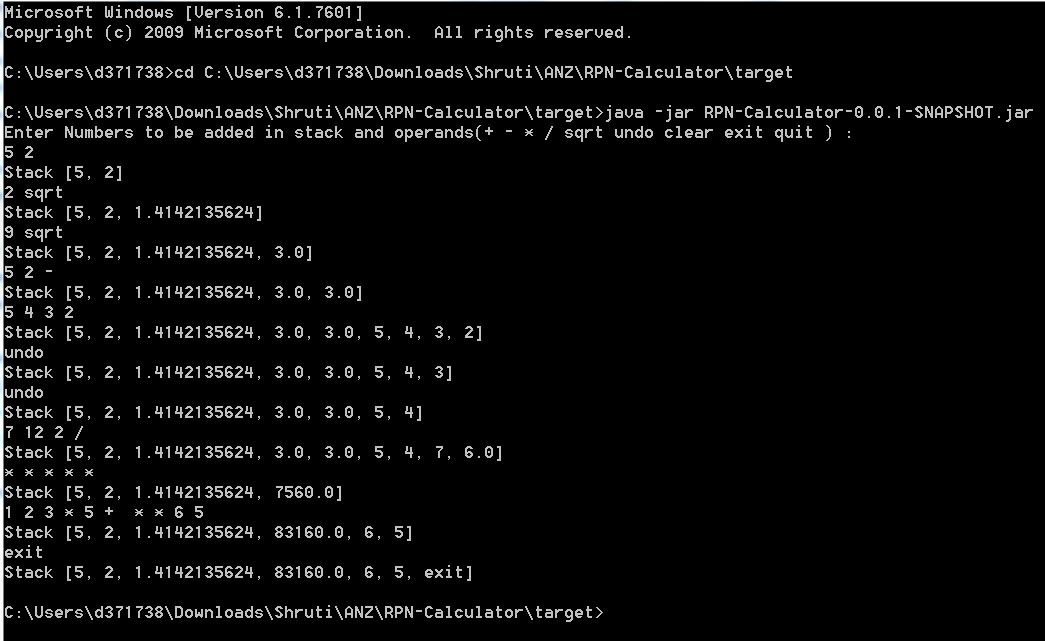 Microsoft Windows [Version 6.1.7601]
Copyright (c) 2009 Microsoft Corporation.  All rights reserved.
C:\Users\d371738>cd C:\Users\d371738\Downloads\Shruti\ANZ\RPN-Calculator\target
C:\Users\d371738\Downloads\Shruti\ANZ\RPN-Calculator\target>java -jar RPN-Calculator-0.0.1-SNAPSHOT.jar
Enter Numbers to be added in stack and operands(+ - * / sqrt undo clear exit quit ) :
5 2
Stack [5, 2]
2 sqrt
Stack [5, 2, 1.4142135624]
9 sqrt
Stack [5, 2, 1.4142135624, 3.0]
5 2 -
Stack [5, 2, 1.4142135624, 3.0, 3.0]
5 4 3 2
Stack [5, 2, 1.4142135624, 3.0, 3.0, 5, 4, 3, 2]
undo
Stack [5, 2, 1.4142135624, 3.0, 3.0, 5, 4, 3]
undo
Stack [5, 2, 1.4142135624, 3.0, 3.0, 5, 4]
7 12 2 /
Stack [5, 2, 1.4142135624, 3.0, 3.0, 5, 4, 7, 6.0]
* * * * *
Stack [5, 2, 1.4142135624, 7560.0]
1 2 3 * 5 +  * * 6 5
Stack [5, 2, 1.4142135624, 83160.0, 6, 5]
exit
Stack [5, 2, 1.4142135624, 83160.0, 6, 5, exit]
C:\Users\d371738\Downloads\Shruti\ANZ\RPN-Calculator\target>